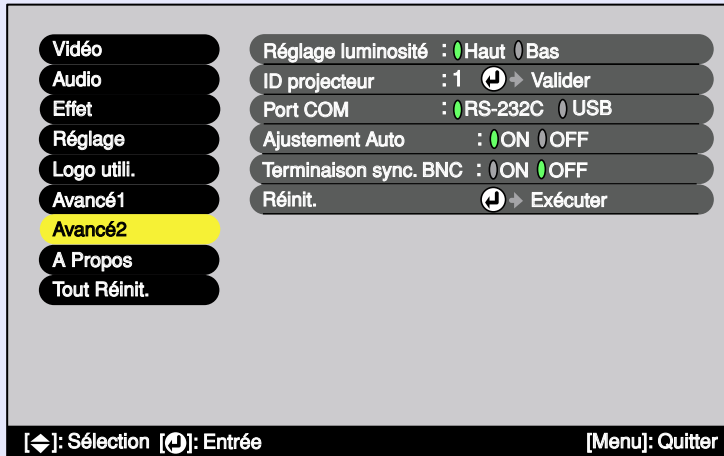 Vidéo
Audio
Effet
Réglage
Logo utili.
Avancé1
Avancé2
A Propos
Tout Réinit.
Réglage luminosité : Haut Bas
ID projecteur : 1 Valider
Port COM : RS-232C USB
Ajustement Auto : ON OFF
Terminaison sync. BNC : ON OFF
Réinit. Exécuter
[ ]: Sélection [ ]: Entrée [Menu]: Quitter